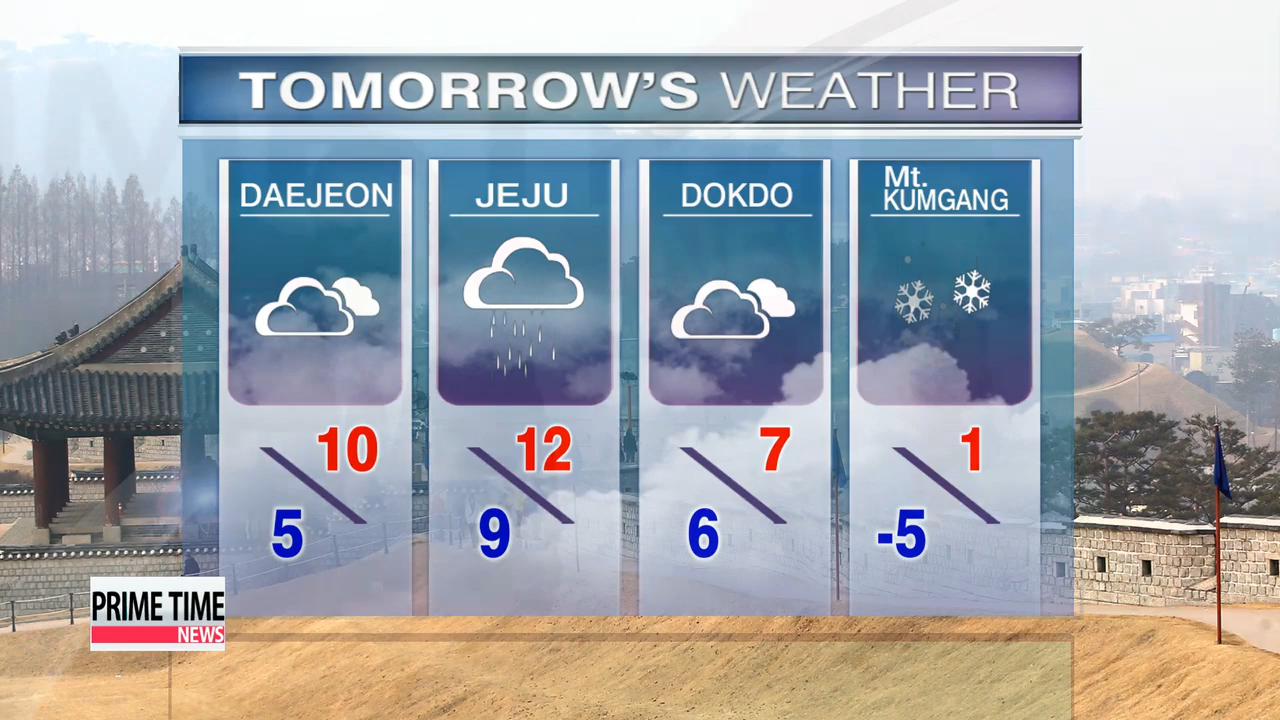 TOMORROW'S WEATHER
DAEJEON
10
5
JEJU
12
9
DOKDO
7
6
Mt.
KUMGANG
1
-5
PRIME TIME
NEWS